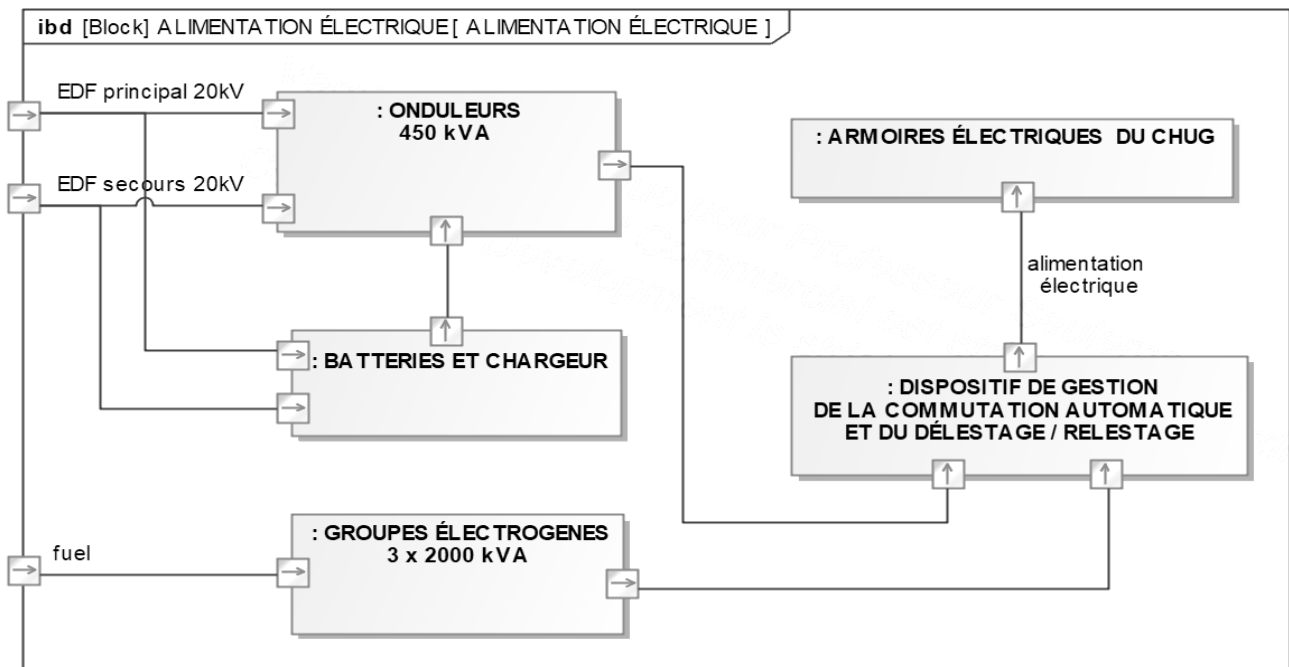 ibd [Block] ALIMENTATION ÉLECTRIQUE [ ALIMENTATION ÉLECTRIQUE ]
EDF principal 20kV
: ONDULEURS
450 kVA
: ARMOIRES ÉLECTRIQUES DU CHUG
EDF secours 20kV
alimentation
électrique
: BATTERIES ET CHARGEUR
: DISPOSITIF DE GESTION
DE LA COMMUTATION AUTOMATIQUE
ET DU DÉLESTAGE / RELESTAGE
: GROUPES ÉLECTROGENES
3 x 2000 kVA
fuel